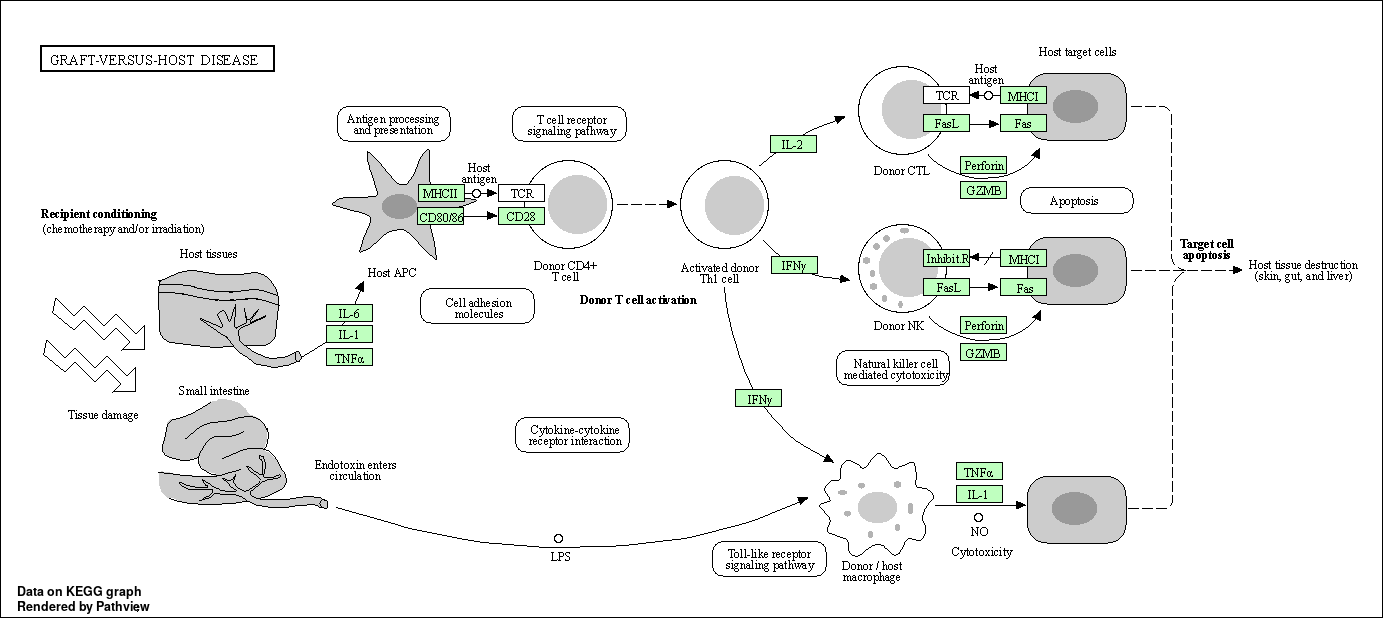 GRAFT-VERSUS-HOST DISEASE
Host target cells
Host
antigen
TCR
MHCI
FasL
Fas
Antigen processing
and presentation
T cell receptor
signaling pathway
IL-2
Donor CTL
Perforin
GZMB
Apoptosis
Host
antigen
MHCII
TCR
CD80/86
CD28
Recipient conditioning
(chemotherapy and/or irradiation)
Host tissues
Host APC
Donor CD4+
T cell
Activated donor
Th1 cell
IFNγ
Inhibit.R
MHCI
FasL
Fas
Target cell
apoptosis
Host tissue destruction
(skin, gut, and liver)
Cell adhesion
molecules
Donor T cell activation
IL-6
IL-1
TNFα
Donor NK
Perforin
GZMB
Natural killer cell
mediated cytotoxicity
Small intestine
Tissue damage
IFNγ
Cytokine-cytokine
receptor interaction
Endotoxin enters
circulation
TNFα
IL-1
NO
Cytotoxicity
LPS
Toll-like receptor
signaling pathway
Donor / host
macrophage
Data on KEGG graph
Rendered by Pathview